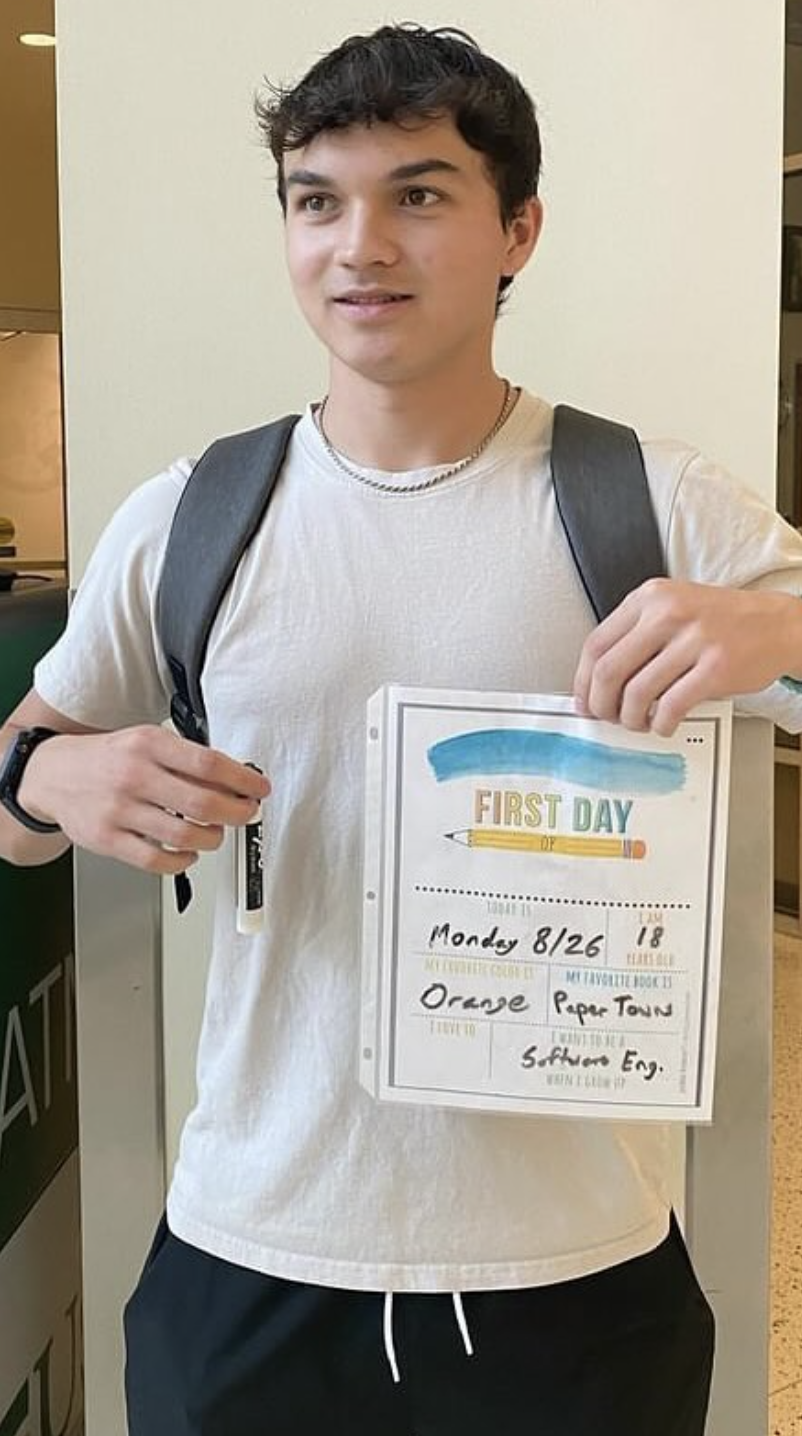 FIRST DAY
OF
TODAY IS
Monday 8/26
I AM
18
YEARS OLD
MY FAVORITE COLOR IS
Orange
MY FAVORITE BOOK IS
Paper Towns
I LOVE TO
I WANT TO BE A
Software Eng.
WHEN I GROW UP